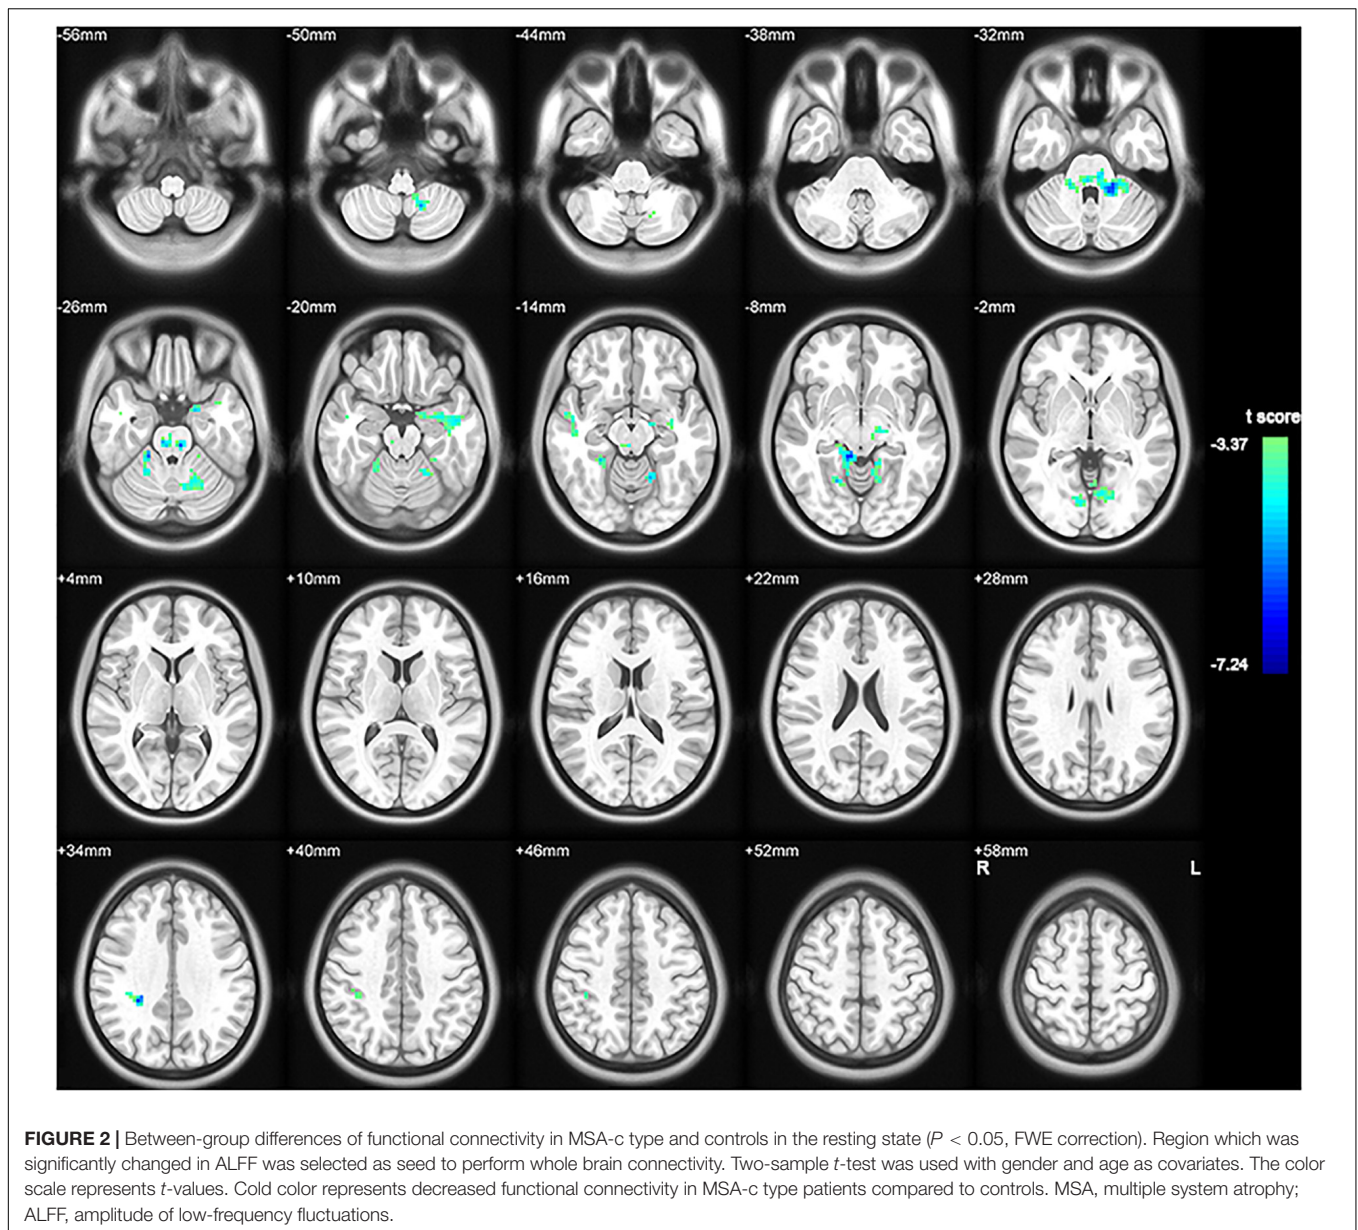 -56mm -50mm -44mm -38mm -32mm
-26mm -20mm -14mm -8mm -2mm
t score
-3.37
-7.24
+4mm +10mm +16mm +22mm +28mm
+34mm +40mm +46mm +52mm +58mm
R L
FIGURE 2 | Between-group differences of functional connectivity in MSA-c type and controls in the resting state (P < 0.05, FWE correction). Region which was
significantly changed in ALFF was selected as seed to perform whole brain connectivity. Two-sample t-test was used with gender and age as covariates. The color
scale represents t-values. Cold color represents decreased functional connectivity in MSA-c type patients compared to controls. MSA, multiple system atrophy;
ALFF, amplitude of low-frequency fluctuations.